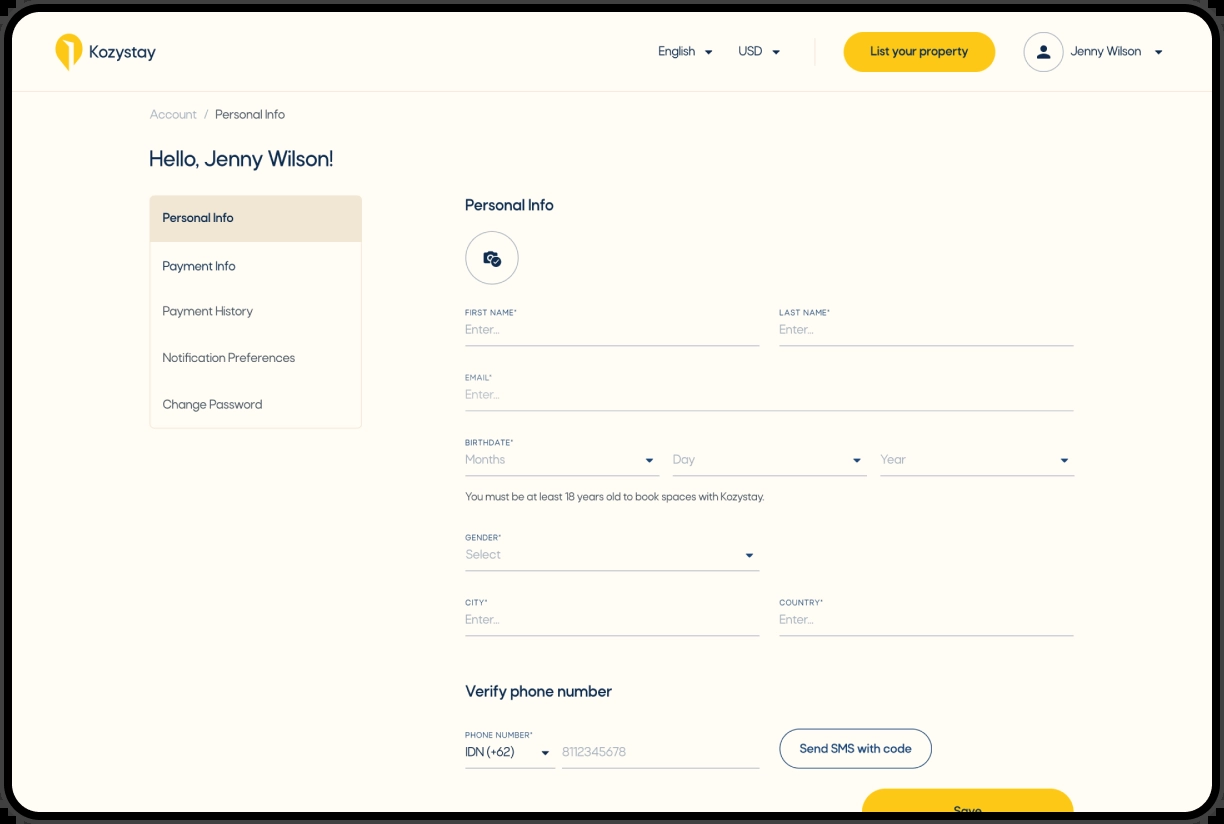 Kozystay
English USD List your property Jenny Wilson
Account / Personal Info
Hello, Jenny Wilson!
Personal Info
Payment Info
Payment History
Notification Preferences
Change Password
Personal Info
FIRST NAME* LAST NAME*
Enter... Enter...
EMAIL*
Enter...
BIRTHDATE*
Months Day Year
You must be at least 18 years old to book spaces with Kozystay.
GENDER*
Select
CITY* COUNTRY*
Enter... Enter...
Verify phone number
PHONE NUMBER*
IDN (+62) 8112345678 Send SMS with code
Save